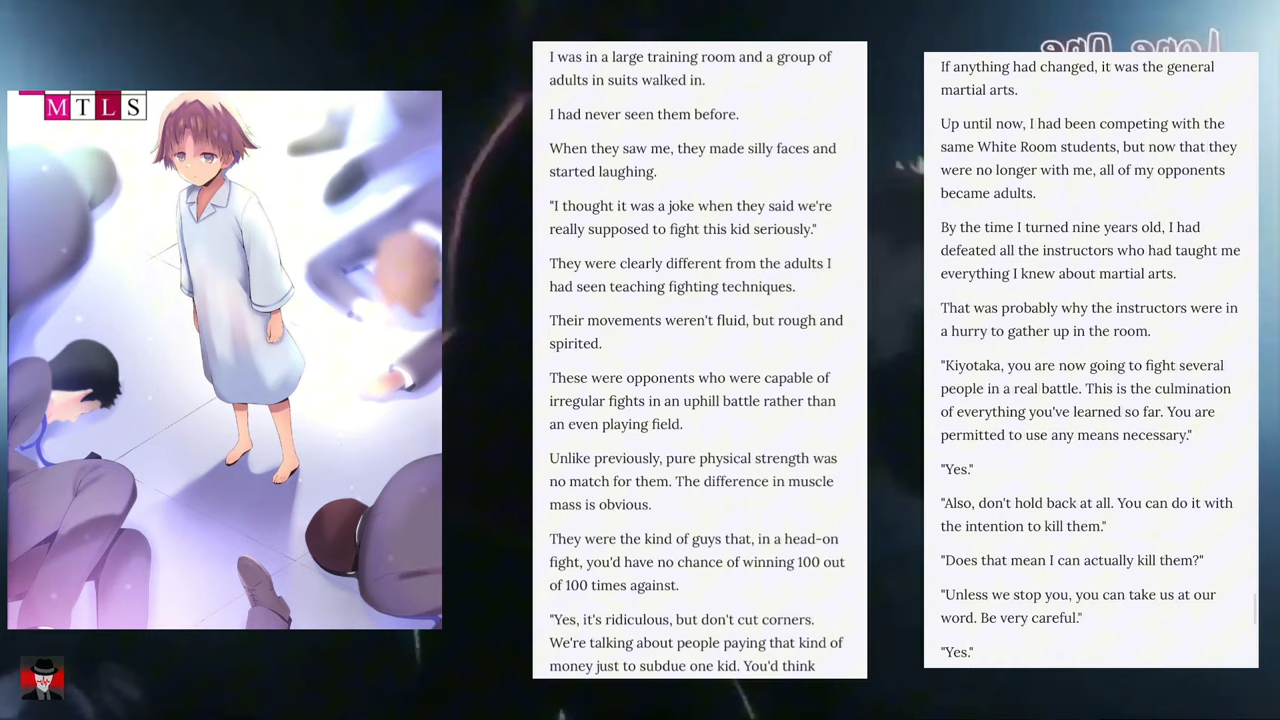 MTLS
I was in a large training room and a group of
adults in suits walked in.
I had never seen them before.
When they saw me, they made silly faces and
started laughing.
"I thought it was a joke when they said we're
really supposed to fight this kid seriously."
They were clearly different from the adults I
had seen teaching fighting techniques.
Their movements weren't fluid, but rough and
spirited.
These were opponents who were capable of
irregular fights in an uphill battle rather than
an even playing field.
Unlike previously, pure physical strength was
no match for them. The difference in muscle
mass is obvious.
They were the kind of guys that, in a head-on
fight, you'd have no chance of winning 100 out
of 100 times against.
"Yes, it's ridiculous, but don't cut corners.
We're talking about people paying that kind of
money just to subdue one kid. You'd think
If anything had changed, it was the general
martial arts.
Up until now, I had been competing with the
same White Room students, but now that they
were no longer with me, all of my opponents
became adults.
By the time I turned nine years old, I had
defeated all the instructors who had taught me
everything I knew about martial arts.
That was probably why the instructors were in
a hurry to gather up in the room.
"Kiyotaka, you are now going to fight several
people in a real battle. This is the culmination
of everything you've learned so far. You are
permitted to use any means necessary."
"Yes."
"Also, don't hold back at all. You can do it with
the intention to kill them."
"Does that mean I can actually kill them?"
"Unless we stop you, you can take us at our
word. Be very careful."
"Yes."